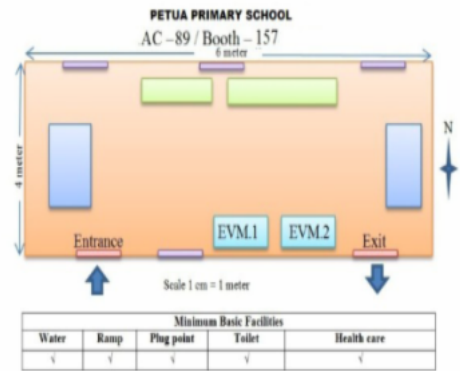 PETUA PRIMARY SCHOOL
AC – 89 / Booth – 157
6 meter
4 meter
N
EVM.1
EVM.2
Entrance
Exit
Scale 1 cm = 1 meter
Minimum Basic Facilities
Water Ramp Plug point Toilet Health care
√ √ √ √ √